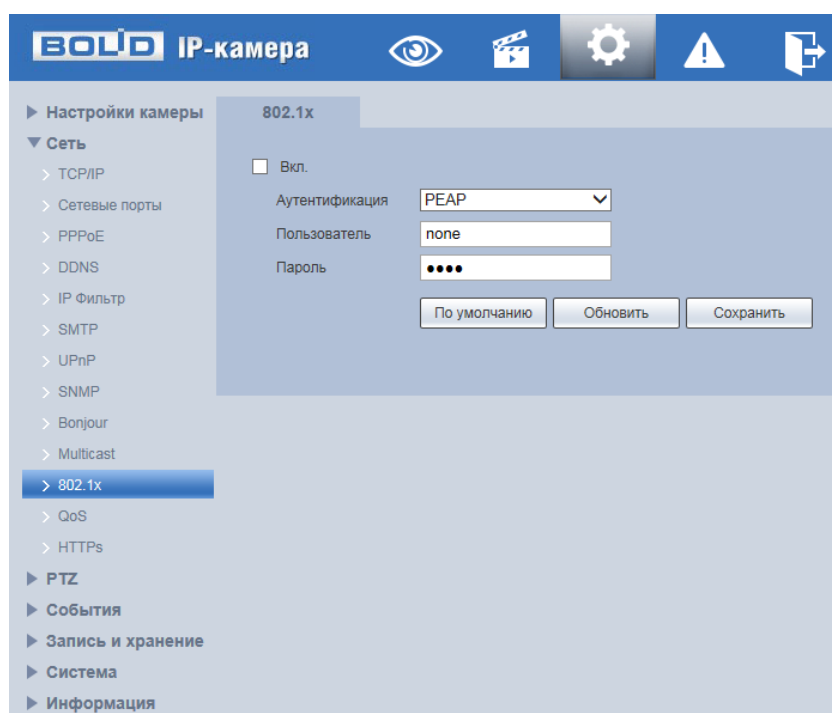 BOLID IP-камера
Настройки камеры
Сеть
TCP/IP
Сетевые порты
PPPoE
DDNS
IP Фильтр
SMTP
UPnP
SNMP
Bonjour
Multicast
802.1x
QoS
HTTPs
PTZ
События
Запись и хранение
Система
Информация
802.1x
Вкл.
Аутентификация PEAP
Пользователь none
Пароль ●●●●
По умолчанию Обновить Сохранить